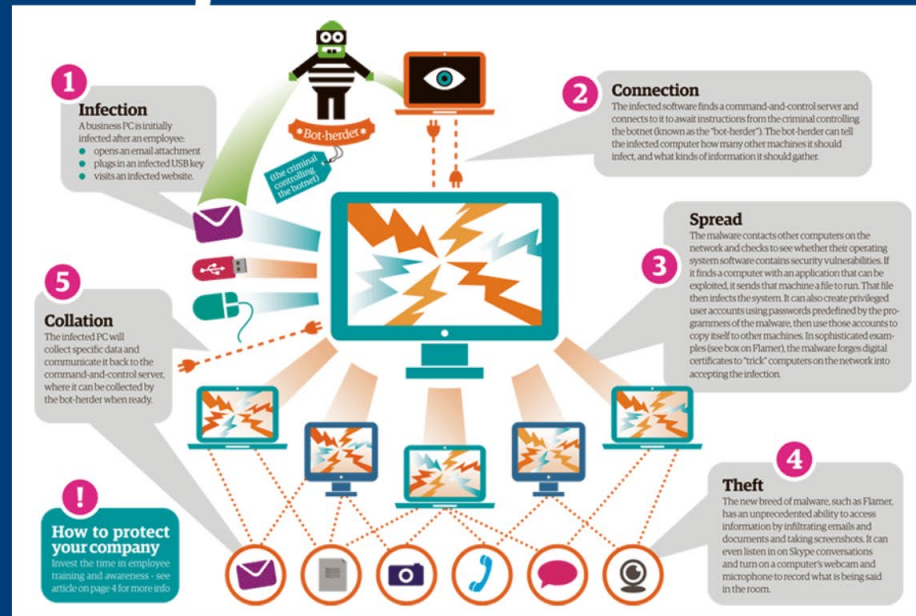 1
Infection
A business PC is initially
infected after an employee:
● opens an email attachment
● plugs in an infected USB key
● visits an infected website.
Bot-herder
(the criminal
controlling
the botnet)
2
Connection
The infected software finds a command-and-control server and
connects to it to await instructions from the criminal controlling
the botnet (known as the "bot-herder"). The bot-herder can tell
the infected computer how many other machines it should
infect, and what kinds of information it should gather.
3
Spread
The malware contacts other computers on the
network and checks to see whether their operating
system software contains security vulnerabilities. If
it finds a computer with an application that can be
exploited, it sends that machine a file to run. That file
then infects the system. It can also create privileged
user accounts using passwords predefined by the pro-
grammers of the malware, then use those accounts to
copy itself to other machines. In sophisticated exam-
ples (see box on Flamer), the malware forges digital
certificates to "trick" computers on the network into
accepting the infection.
4
Theft
The new breed of malware, such as Flamer,
has an unprecedented ability to access
information by infiltrating emails and
documents and taking screenshots. It can
even listen in on Skype conversations
and turn on a computer's webcam and
microphone to record what is being said
in the room.
5
Collation
The infected PC will
collect specific data and
communicate it back to the
command-and-control server,
where it can be collected by
the bot-herder when ready.
!
How to protect
your company
Invest the time in employee
training and awareness - see
article on page 4 for more info